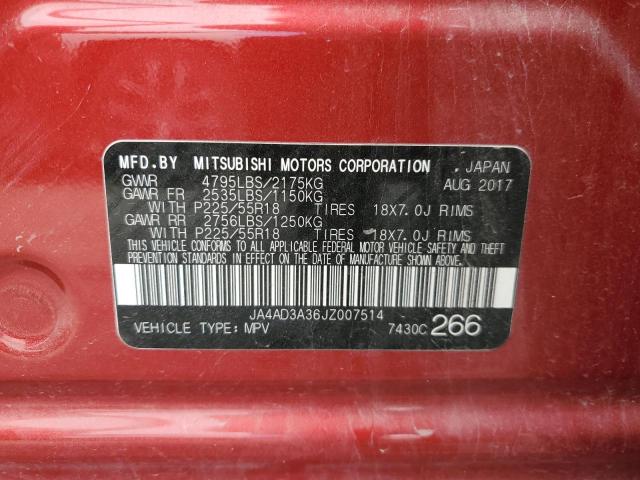 MFD.BY MITSUBISHI MOTORS CORPORATION . JAPAN
GVWR 4795LBS/2175KG AUG 2017
GAWR FR 2535LBS/1150KG
WITH P225/55R18 TIRES 18X7.0J RIMS
GAWR RR 2756LBS/1250KG
WITH P225/55R18 TIRES 18X7.0J RIMS
THIS VEHICLE CONFORMS TO ALL APPLICABLE FEDERAL MOTOR VEHICLE SAFETY AND THEFT
PREVENTION STANDARDS IN EFFECT ON THE DATE OF MANUFACTURE SHOWN ABOVE.
JA4AD3A36JZ007514
VEHICLE TYPE: MPV 7430C 266